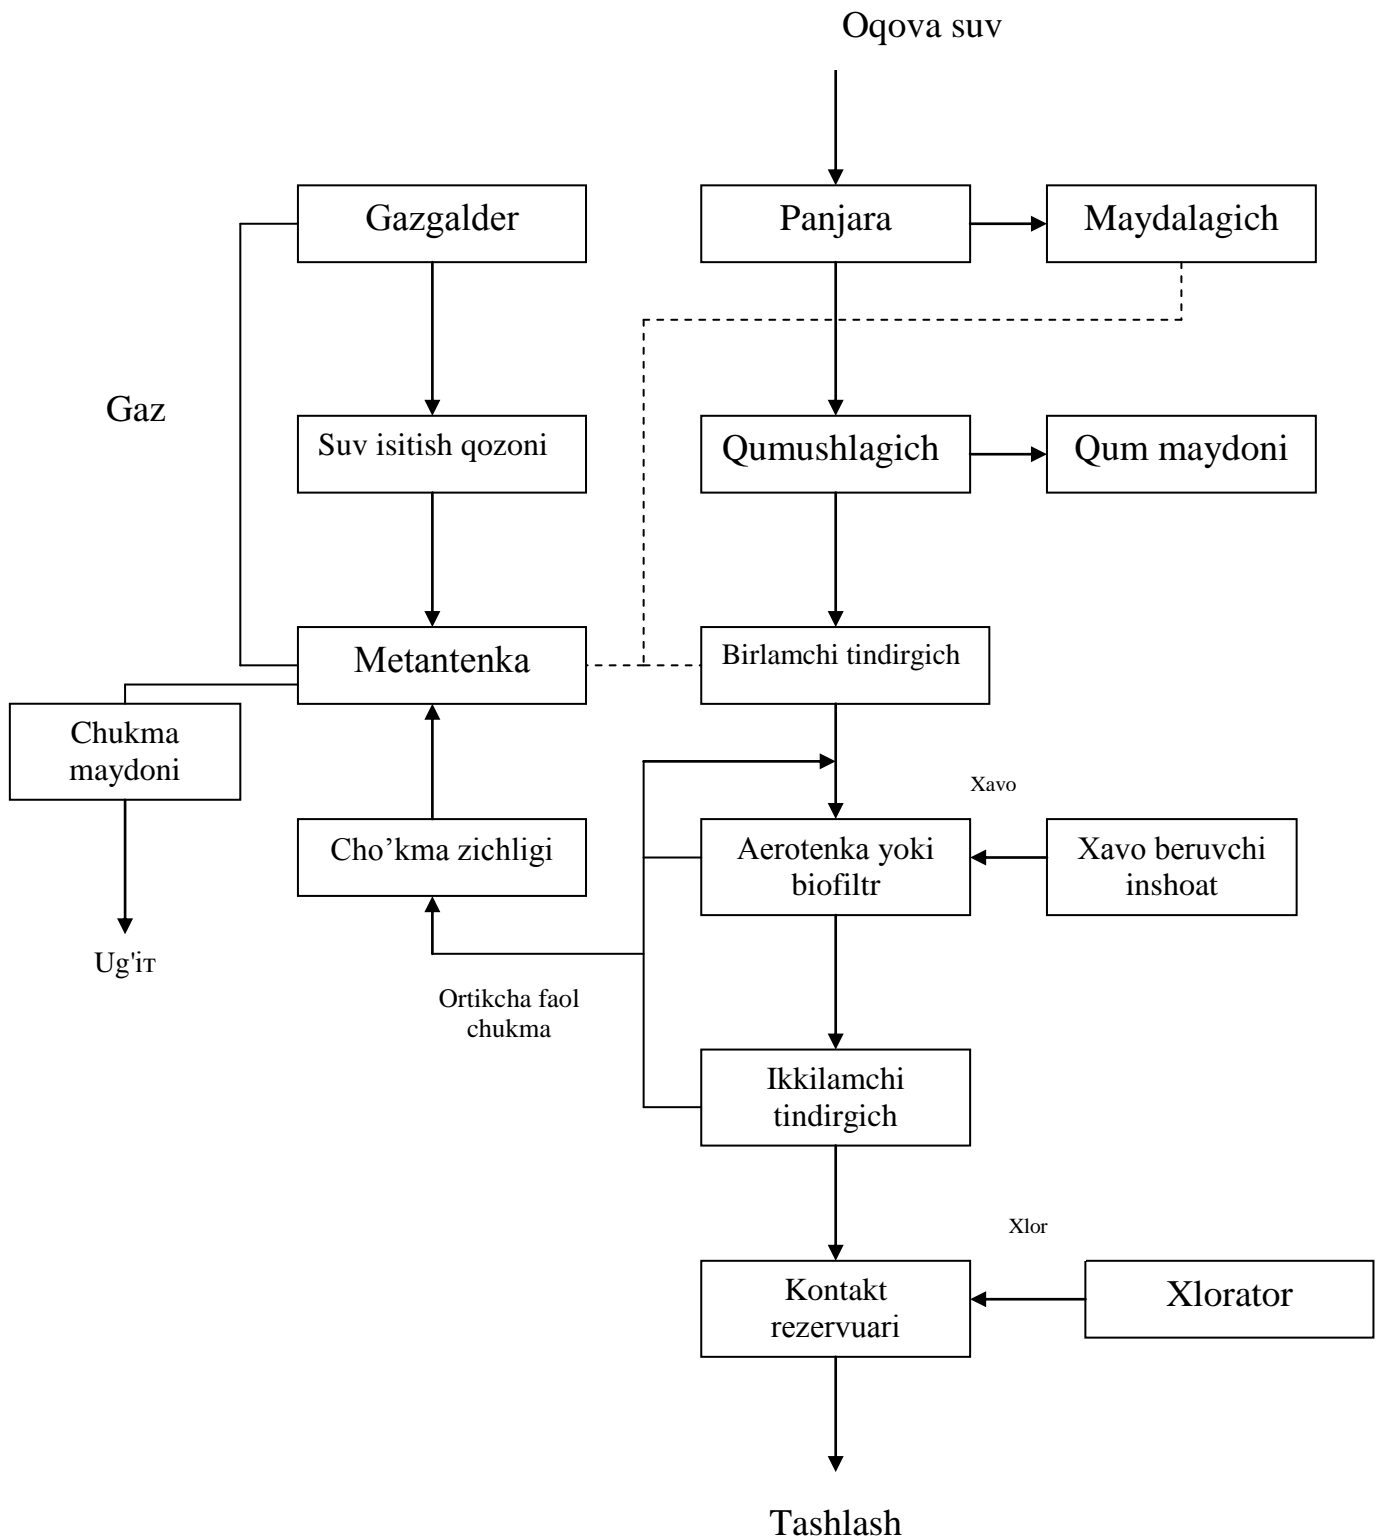 Oqova suv
Gazgalder
Panjara
Maydalagich
Gaz
Suv isitish qozoni
Qumushlagich
Qum maydoni
Metantenka
Birlamchi tindirgich
Chukma
maydoni
Xavo
Cho’kma zichligi
Aerotenka yoki
biofiltr
Xavo beruvchi
inshoat
Ug'iт
Ortikcha faol
chukma
Ikkilamchi
tindirgich
Xlor
Kontakt
rezervuari
Xlorator
Tashlash